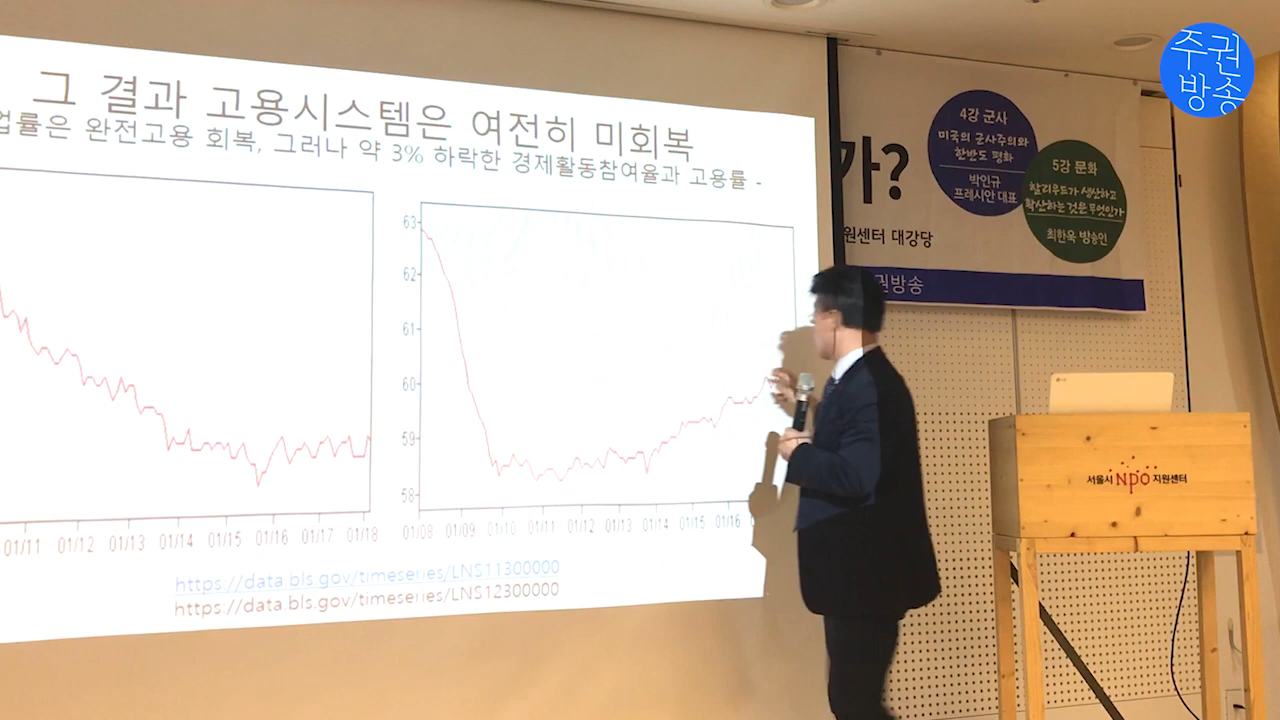 그 결과 고용시스템은 여전히 미회복
업률은 완전고용 회복, 그러나 약 3% 하락한 경제활동참여율과 고용률 -
01/11 01/12 01/13 01/14 01/15 01/16 01/17 01/18
63
62
61
60
59
58
01/08 01/09 01/10 01/11 01/12 01/13 01/14 01/15 01/16
https://data.bls.gov/timeseries/LNS11300000
https://data.bls.gov/timeseries/LNS12300000
가?
원센터 대강당
권방송
4강 군사
미국의 군사주의와
한반도 평화
박인규
프레시안 대표
5강 문화
할리우드가 생산하고
확산하는 것은 무엇인가
최한욱 방송인
주권
방송
LG
서울시 npo 지원센터